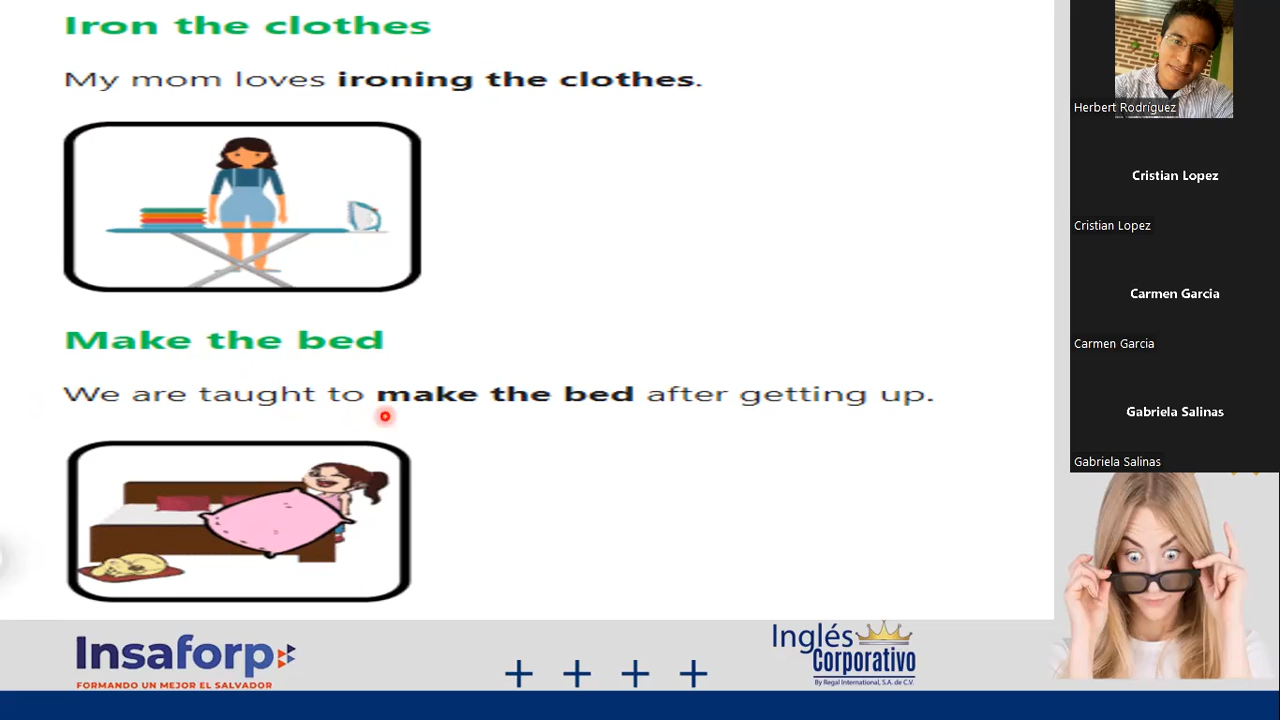 Iron the clothes
My mom loves ironing the clothes.
Make the bed
We are taught to make the bed after getting up.
Insaforp
FORMANDO UN MEJOR EL SALVADOR
Inglés
Corporativo
By Regal International, S.A. de C.V.
Herbert Rodríguez
Cristian Lopez
Cristian Lopez
Carmen Garcia
Carmen Garcia
Gabriela Salinas
Gabriela Salinas